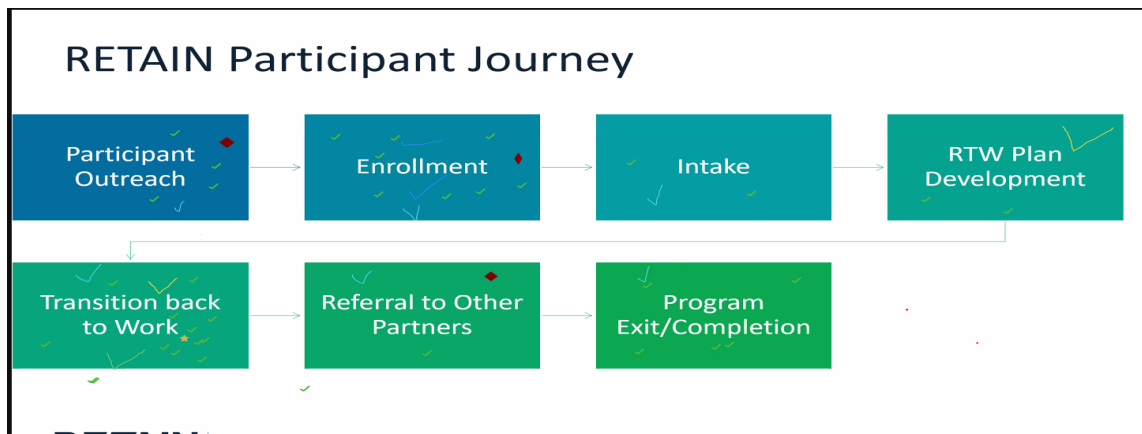 RETAIN Participant Journey
Participant
Outreach
Enrollment
Intake
RTW Plan
Development
Transition back
to Work
Referral to Other
Partners
Program
Exit/Completion
RETAIN